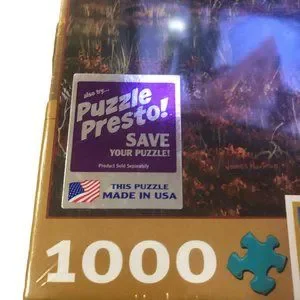 also try...
Puzzle
Presto!
SAVE
YOUR PUZZLE!
Product Sold Separately
THIS PUZZLE
MADE IN USA
1000